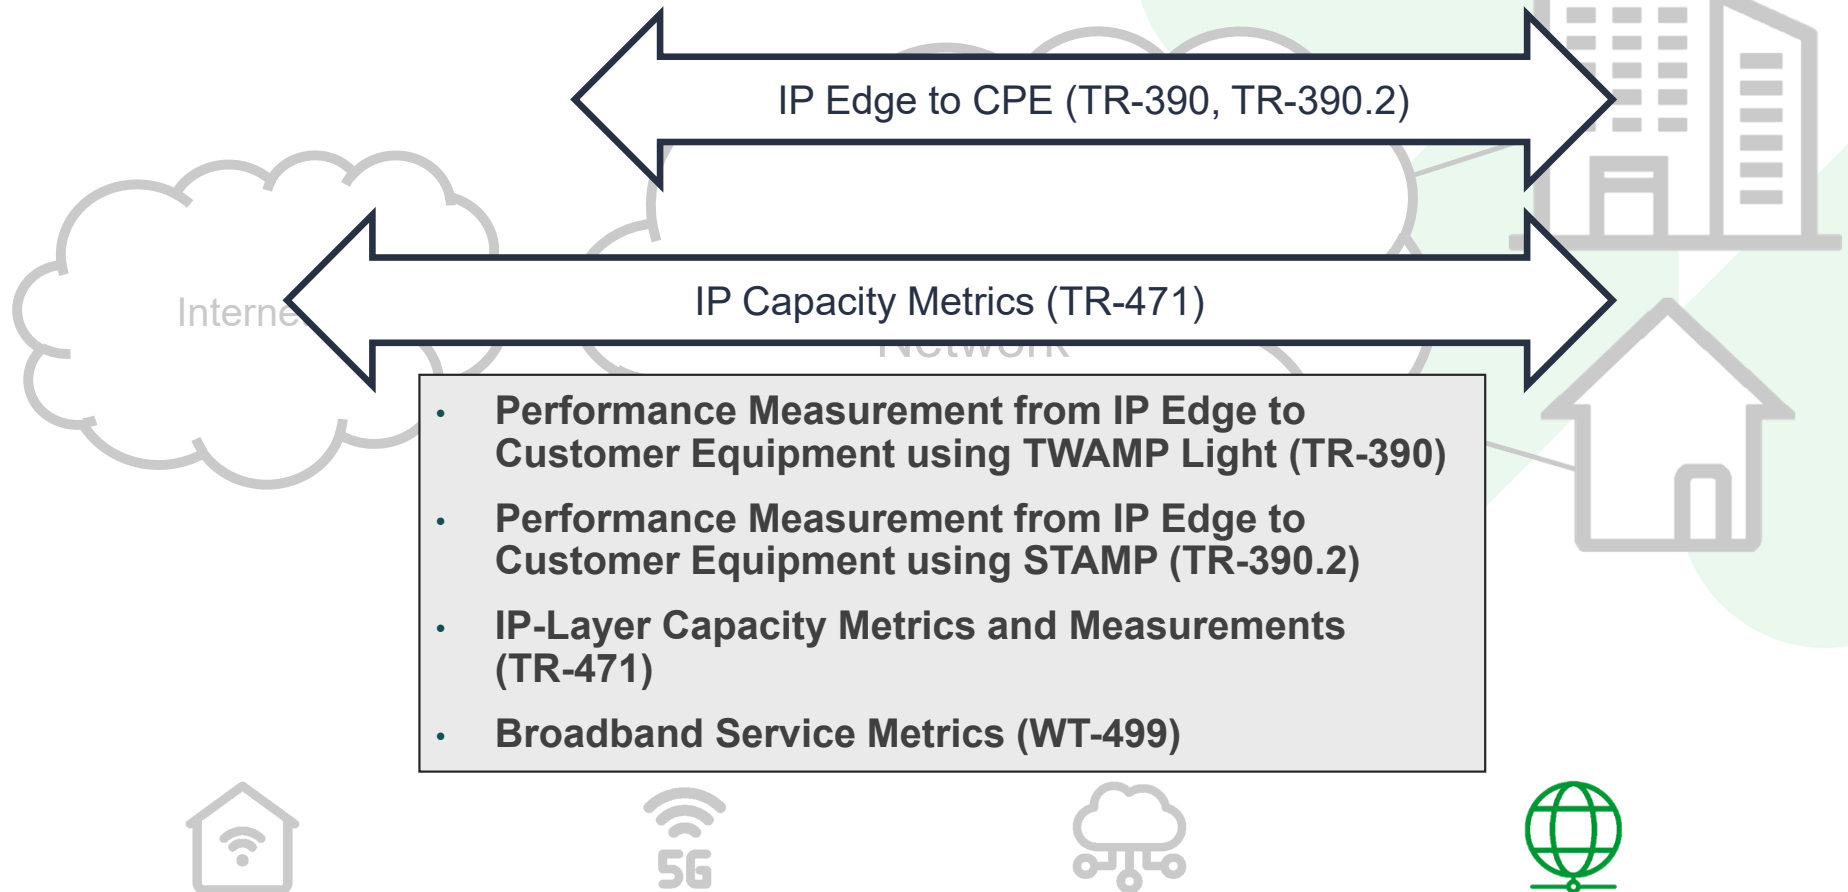 IP Edge to CPE (TR-390, TR-390.2)
IP Capacity Metrics (TR-471)
Network
• Performance Measurement from IP Edge to
Customer Equipment using TWAMP Light (TR-390)
• Performance Measurement from IP Edge to
Customer Equipment using STAMP (TR-390.2)
• IP-Layer Capacity Metrics and Measurements
(TR-471)
• Broadband Service Metrics (WT-499)
5G